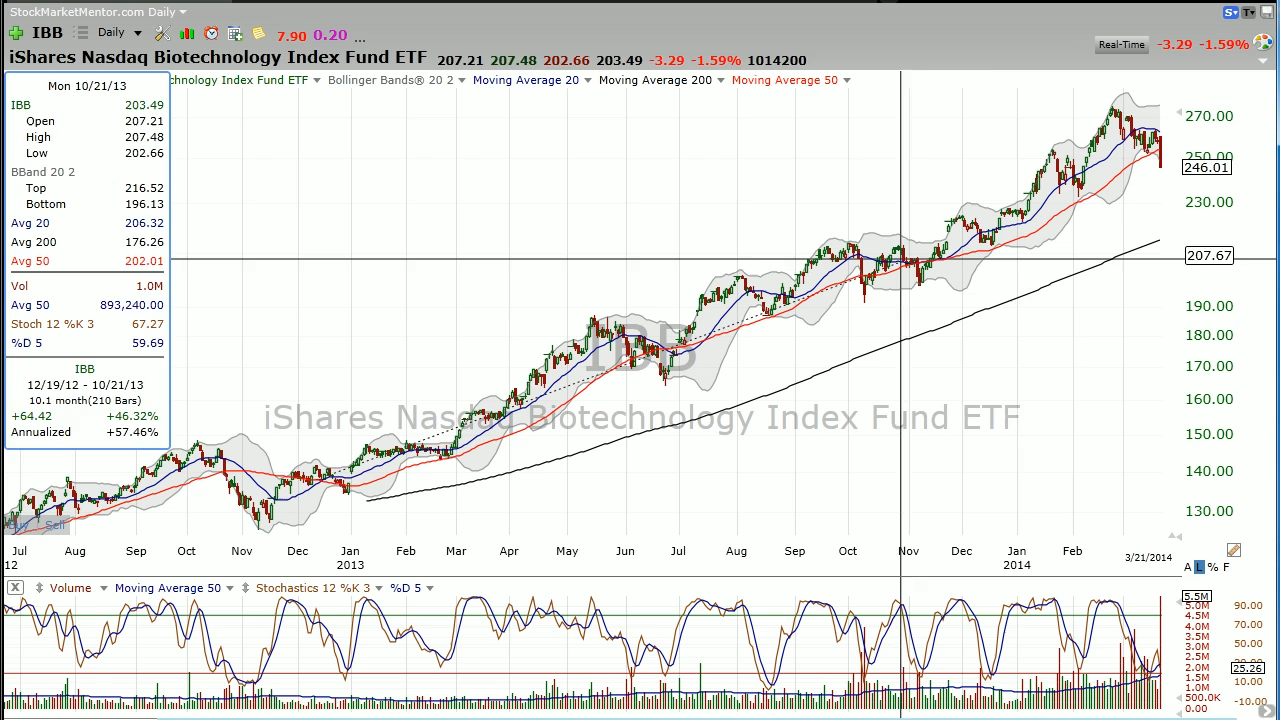 StockMarketMentor.com Daily
S T
IBB Daily 7.90 0.20 ...
Real-Time -3.29 -1.59%
iShares Nasdaq Biotechnology Index Fund ETF 207.21 207.48 202.66 203.49 -3.29 -1.59% 1014200
chnology Index Fund ETF Bollinger Bands® 20 2 Moving Average 20 Moving Average 200 Moving Average 50
Mon 10/21/13
IBB 203.49
Open 207.21
High 207.48
Low 202.66
BBand 20 2
Top 216.52
Bottom 196.13
Avg 20 206.32
Avg 200 176.26
Avg 50 202.01
Vol 1.0M
Avg 50 893,240.00
Stoch 12 %K 3 67.27
%D 5 59.69
IBB
12/19/12 - 10/21/13
10.1 month(210 Bars)
+64.42 +46.32%
Annualized +57.46%
IBB
iShares Nasdaq Biotechnology Index Fund ETF
270.00
250.00
246.01
230.00
207.67
190.00
180.00
170.00
160.00
150.00
140.00
130.00
Buy Sell
Jul Aug Sep Oct Nov Dec Jan Feb Mar Apr May Jun Jul Aug Sep Oct Nov Dec Jan Feb 3/21/2014
12 2013 2014
A L % F
X Volume Moving Average 50 Stochastics 12 %K 3 %D 5
5.5M
5.0M 90.00
4.5M
4.0M 70.00
3.5M
3.0M 50.00
2.5M
2.0M 25.26
1.5M
1.0M 10.00
500.0K
0.00 -10.00